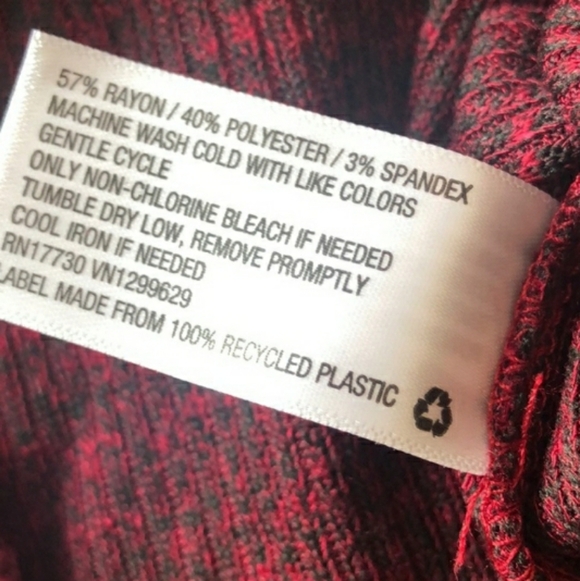 57% RAYON / 40% POLYESTER / 3% SPANDEX
MACHINE WASH COLD WITH LIKE COLORS
GENTLE CYCLE
ONLY NON-CHLORINE BLEACH IF NEEDED
TUMBLE DRY LOW, REMOVE PROMPTLY
COOL IRON IF NEEDED
RN17730 VN1299629
LABEL MADE FROM 100% RECYCLED PLASTIC